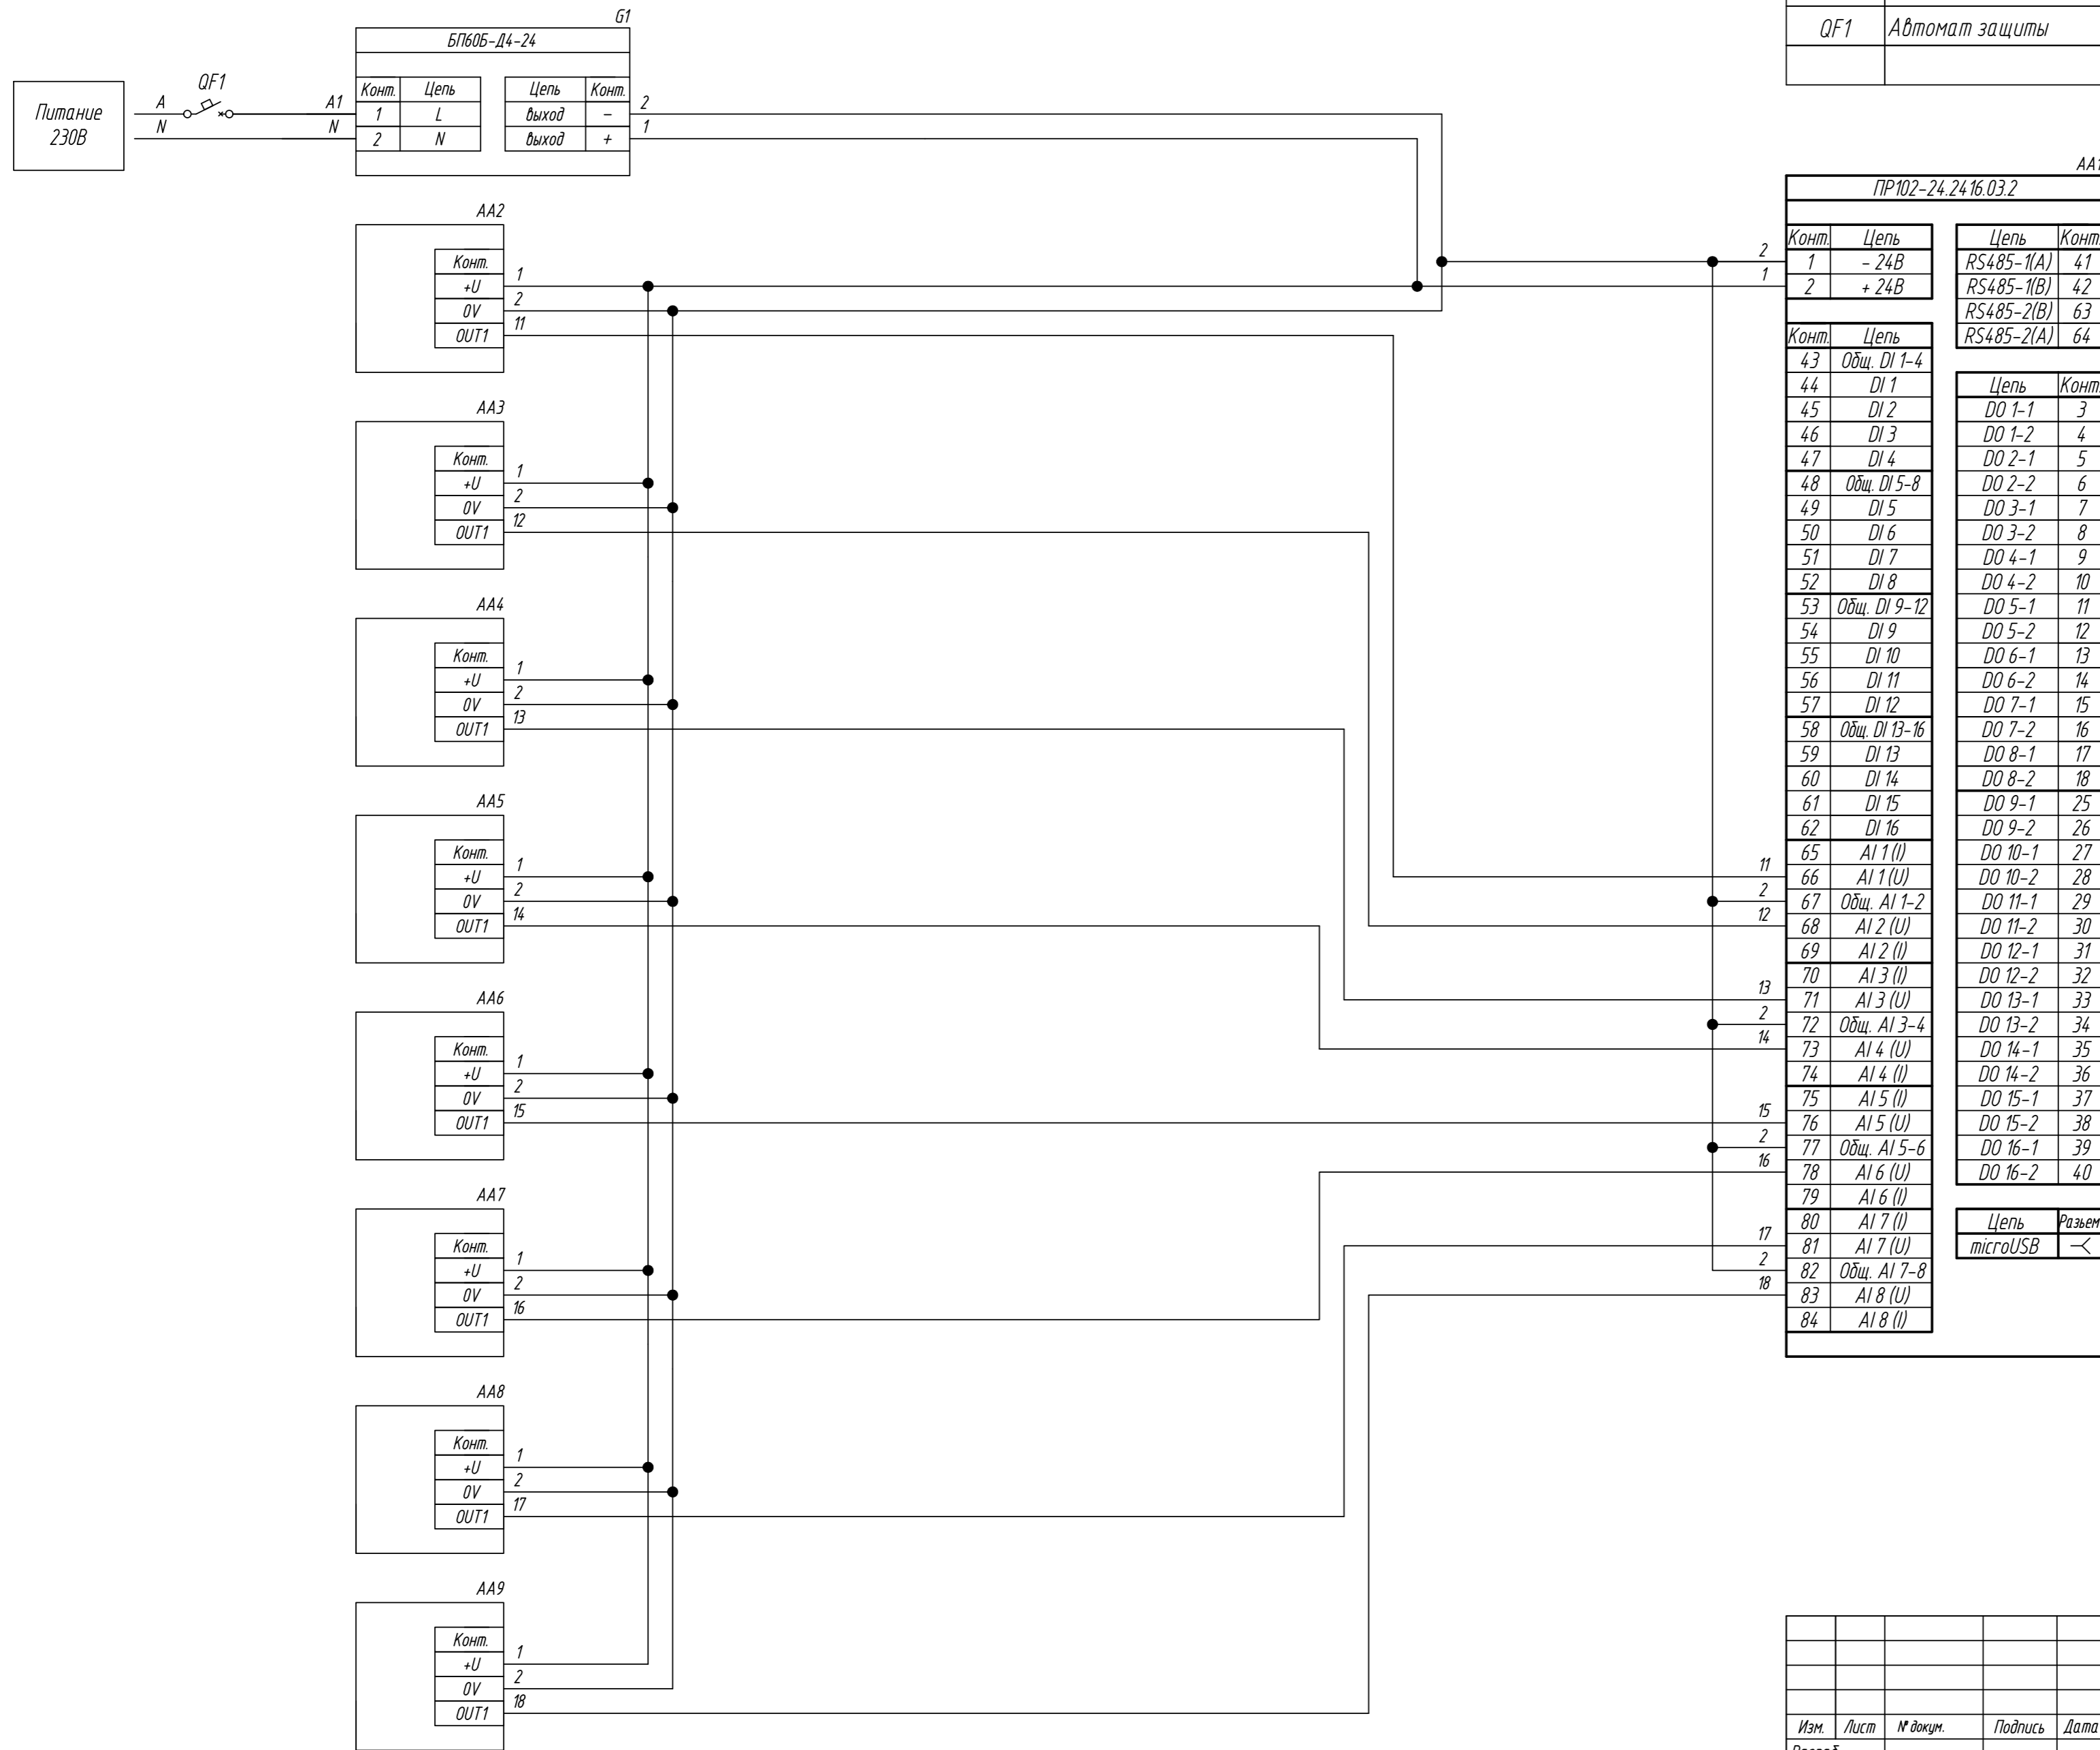 QF1 Автомат защиты
G1
БП60Б-Д4-24
Питание 230В
QF1
A A1
N N
Конт. Цепь Цепь Конт.
1 L выход - 2
2 N выход + 1
AA2
Конт.
+U 1
0V 2
OUT1 11
AA3
Конт.
+U 1
0V 2
OUT1 12
AA4
Конт.
+U 1
0V 2
OUT1 13
AA5
Конт.
+U 1
0V 2
OUT1 14
AA6
Конт.
+U 1
0V 2
OUT1 15
AA7
Конт.
+U 1
0V 2
OUT1 16
AA8
Конт.
+U 1
0V 2
OUT1 17
AA9
Конт.
+U 1
0V 2
OUT1 18
AA1
ПР102-24.2416.03.2
Конт. Цепь
2 1 - 24В
1 2 + 24В
Конт. Цепь
43 Общ. DI 1-4
44 DI 1
45 DI 2
46 DI 3
47 DI 4
48 Общ. DI 5-8
49 DI 5
50 DI 6
51 DI 7
52 DI 8
53 Общ. DI 9-12
54 DI 9
55 DI 10
56 DI 11
57 DI 12
58 Общ. DI 13-16
59 DI 13
60 DI 14
61 DI 15
62 DI 16
65 AI 1 (I)
11 66 AI 1 (U)
2 67 Общ. AI 1-2
12 68 AI 2 (U)
69 AI 2 (I)
70 AI 3 (I)
13 71 AI 3 (U)
2 72 Общ. AI 3-4
14 73 AI 4 (U)
74 AI 4 (I)
75 AI 5 (I)
15 76 AI 5 (U)
2 77 Общ. AI 5-6
16 78 AI 6 (U)
79 AI 6 (I)
80 AI 7 (I)
17 81 AI 7 (U)
2 82 Общ. AI 7-8
18 83 AI 8 (U)
84 AI 8 (I)
Цепь Конт.
RS485-1(A) 41
RS485-1(B) 42
RS485-2(B) 63
RS485-2(A) 64
Цепь Конт.
DO 1-1 3
DO 1-2 4
DO 2-1 5
DO 2-2 6
DO 3-1 7
DO 3-2 8
DO 4-1 9
DO 4-2 10
DO 5-1 11
DO 5-2 12
DO 6-1 13
DO 6-2 14
DO 7-1 15
DO 7-2 16
DO 8-1 17
DO 8-2 18
DO 9-1 25
DO 9-2 26
DO 10-1 27
DO 10-2 28
DO 11-1 29
DO 11-2 30
DO 12-1 31
DO 12-2 32
DO 13-1 33
DO 13-2 34
DO 14-1 35
DO 14-2 36
DO 15-1 37
DO 15-2 38
DO 16-1 39
DO 16-2 40
Цепь Разъем
microUSB
Изм. Лист № докум. Подпись Дата